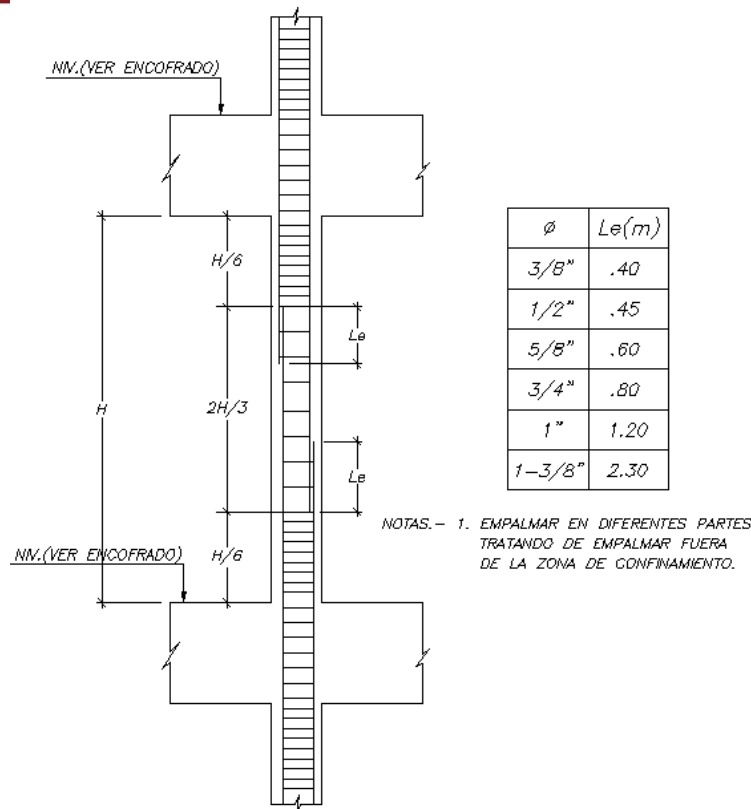 NIV.(VER ENCOFRADO)
H/6
Le
H
2H/3
Le
NIV.(VER ENCOFRADO)
H/6
ø Le(m)
3/8" .40
1/2" .45
5/8" .60
3/4" .80
1" 1.20
1-3/8" 2.30
NOTAS.- 1. EMPALMAR EN DIFERENTES PARTES
TRATANDO DE EMPALMAR FUERA
DE LA ZONA DE CONFINAMIENTO.